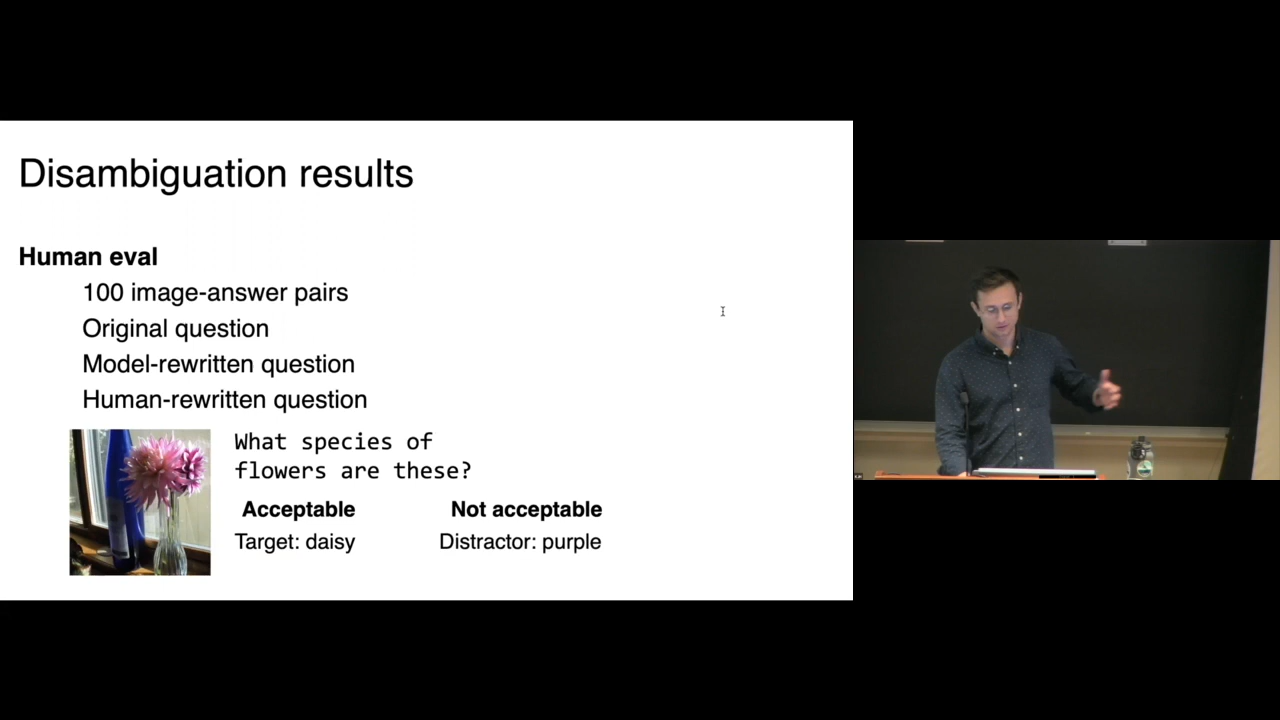 Disambiguation results
Human eval
100 image-answer pairs
Original question
Model-rewritten question
Human-rewritten question
What species of
flowers are these?
Acceptable
Not acceptable
Target: daisy
Distractor: purple